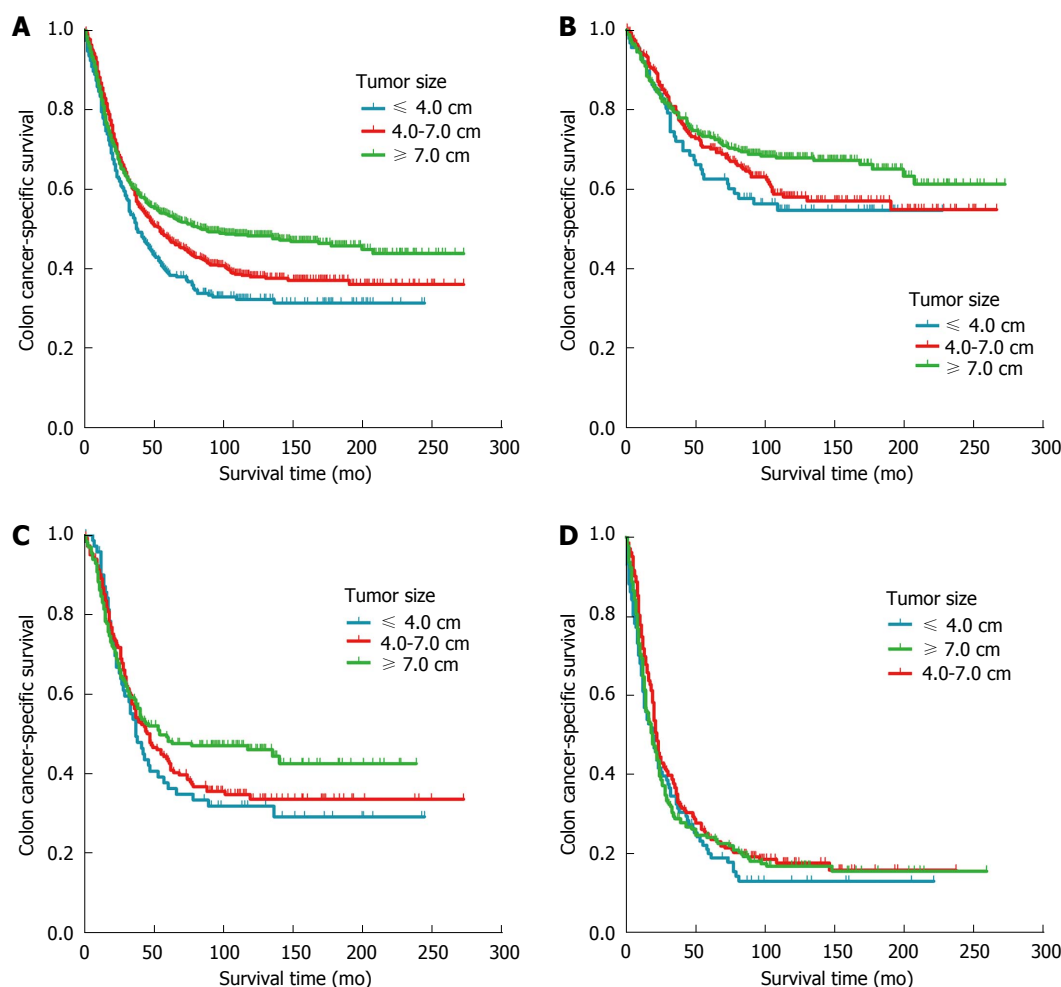 A
Colon cancer-specific survival
1.0
0.8
0.6
0.4
0.2
0.0
Tumor size
≤ 4.0 cm
4.0-7.0 cm
≥ 7.0 cm
0 50 100 150 200 250 300
Survival time (mo)
B
Colon cancer-specific survival
1.0
0.8
0.6
0.4
0.2
0.0
Tumor size
≤ 4.0 cm
4.0-7.0 cm
≥ 7.0 cm
0 50 100 150 200 250 300
Survival time (mo)
C
Colon cancer-specific survival
1.0
0.8
0.6
0.4
0.2
0.0
Tumor size
≤ 4.0 cm
4.0-7.0 cm
≥ 7.0 cm
0 50 100 150 200 250 300
Survival time (mo)
D
Colon cancer-specific survival
1.0
0.8
0.6
0.4
0.2
0.0
Tumor size
≤ 4.0 cm
≥ 7.0 cm
4.0-7.0 cm
0 50 100 150 200 250 300
Survival time (mo)